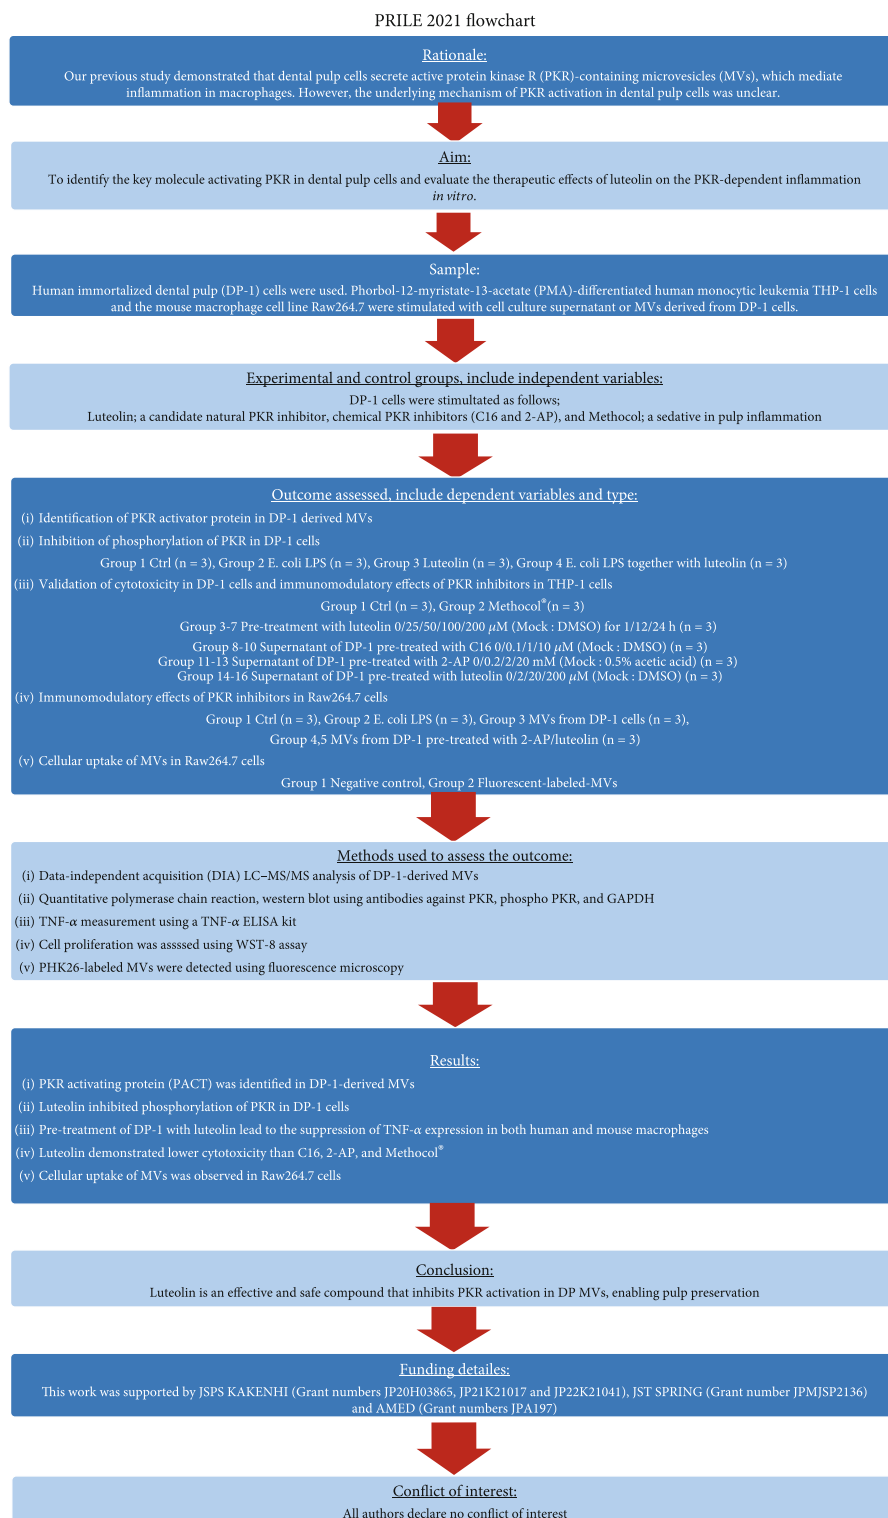 PRILE 2021 flowchart
Rationale:
Our previous study demonstrated that dental pulp cells secrete active protein kinase R (PKR)-containing microvesicles (MVs), which mediate
inflammation in macrophages. However, the underlying mechanism of PKR activation in dental pulp cells was unclear.
Aim:
To identify the key molecule activating PKR in dental pulp cells and evaluate the therapeutic effects of luteolin on the PKR-dependent inflammation
in vitro.
Sample:
Human immortalized dental pulp (DP-1) cells were used. Phorbol-12-myristate-13-acetate (PMA)-differentiated human monocytic leukemia THP-1 cells
and the mouse macrophage cell line Raw264.7 were stimulated with cell culture supernatant or MVs derived from DP-1 cells.
Experimental and control groups, include independent variables:
DP-1 cells were stimultated as follows;
Luteolin; a candidate natural PKR inhibitor, chemical PKR inhibitors (C16 and 2-AP), and Methocol; a sedative in pulp inflammation
Outcome assessed, include dependent variables and type:
(i) Identification of PKR activator protein in DP-1 derived MVs
(ii) Inhibition of phosphorylation of PKR in DP-1 cells
Group 1 Ctrl (n = 3), Group 2 E. coli LPS (n = 3), Group 3 Luteolin (n = 3), Group 4 E. coli LPS together with luteolin (n = 3)
(iii) Validation of cytotoxicity in DP-1 cells and immunomodulatory effects of PKR inhibitors in THP-1 cells
Group 1 Ctrl (n = 3), Group 2 Methocol®(n = 3)
Group 3-7 Pre-treatment with luteolin 0/25/50/100/200 μM (Mock : DMSO) for 1/12/24 h (n = 3)
Group 8-10 Supernatant of DP-1 pre-treated with C16 0/0.1/1/10 μM (Mock : DMSO) (n = 3)
Group 11-13 Supernatant of DP-1 pre-treated with 2-AP 0/0.2/2/20 mM (Mock : 0.5% acetic acid) (n = 3)
Group 14-16 Supernatant of DP-1 pre-treated with luteolin 0/2/20/200 μM (Mock : DMSO) (n = 3)
(iv) Immunomodulatory effects of PKR inhibitors in Raw264.7 cells
Group 1 Ctrl (n = 3), Group 2 E. coli LPS (n = 3), Group 3 MVs from DP-1 cells (n = 3),
Group 4,5 MVs from DP-1 pre-treated with 2-AP/luteolin (n = 3)
(v) Cellular uptake of MVs in Raw264.7 cells
Group 1 Negative control, Group 2 Fluorescent-labeled-MVs
Methods used to assess the outcome:
(i) Data-independent acquisition (DIA) LC–MS/MS analysis of DP-1-derived MVs
(ii) Quantitative polymerase chain reaction, western blot using antibodies against PKR, phospho PKR, and GAPDH
(iii) TNF-α measurement using a TNF-α ELISA kit
(iv) Cell proliferation was assssed using WST-8 assay
(v) PHK26-labeled MVs were detected using fluorescence microscopy
Results:
(i) PKR activating protein (PACT) was identified in DP-1-derived MVs
(ii) Luteolin inhibited phosphorylation of PKR in DP-1 cells
(iii) Pre-treatment of DP-1 with luteolin lead to the suppression of TNF-α expression in both human and mouse macrophages
(iv) Luteolin demonstrated lower cytotoxicity than C16, 2-AP, and Methocol®
(v) Cellular uptake of MVs was observed in Raw264.7 cells
Conclusion:
Luteolin is an effective and safe compound that inhibits PKR activation in DP MVs, enabling pulp preservation
Funding detailes:
This work was supported by JSPS KAKENHI (Grant numbers JP20H03865, JP21K21017 and JP22K21041), JST SPRING (Grant number JPMJSP2136)
and AMED (Grant numbers JPA197)
Conflict of interest:
All authors declare no conflict of interest